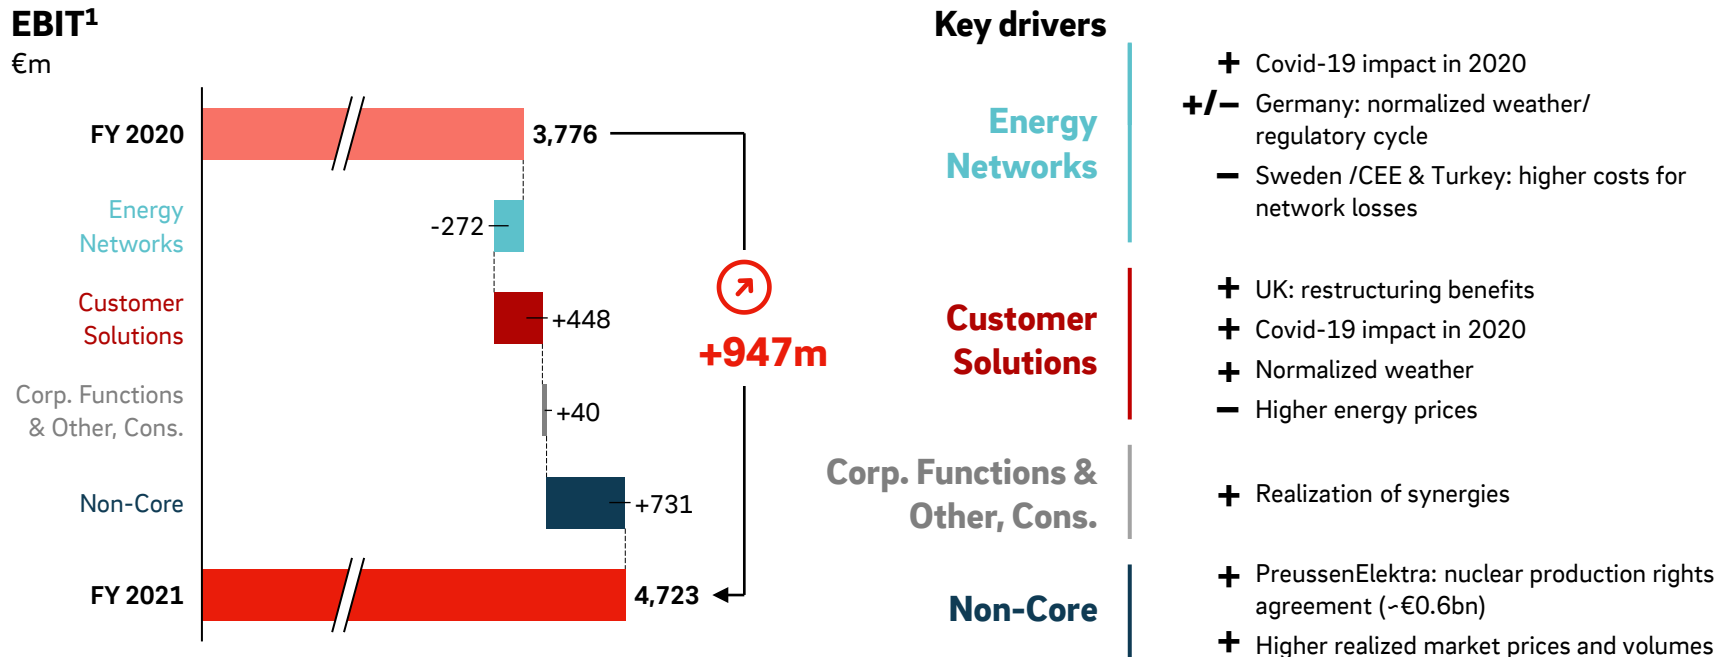 EBIT¹
€m
FY 2020
3,776
Energy
Networks
-272
Customer
Solutions
+448
+947m
Corp. Functions
& Other, Cons.
+40
Non-Core
+731
FY 2021
4,723
Key drivers
Energy
Networks
+ Covid-19 impact in 2020
+/− Germany: normalized weather/
regulatory cycle
− Sweden /CEE & Turkey: higher costs for
network losses
Customer
Solutions
+ UK: restructuring benefits
+ Covid-19 impact in 2020
+ Normalized weather
− Higher energy prices
Corp. Functions &
Other, Cons.
+ Realization of synergies
Non-Core
+ PreussenElektra: nuclear production rights
agreement (~€0.6bn)
+ Higher realized market prices and volumes